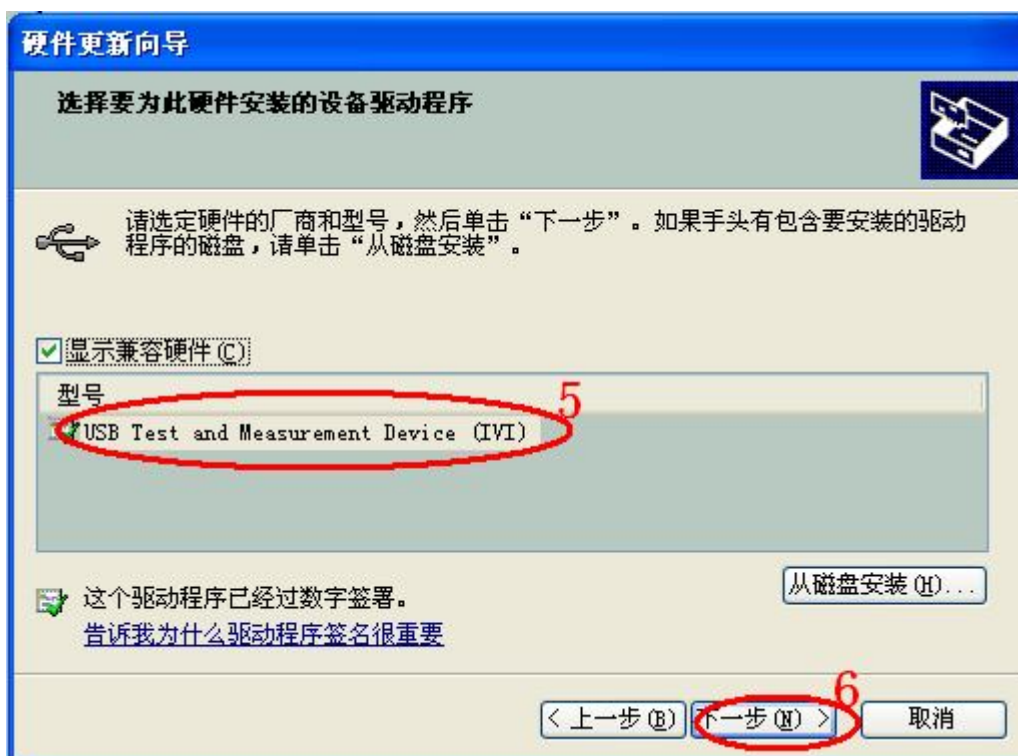 硬件更新向导
选择要为此硬件安装的设备驱动程序
请选定硬件的厂商和型号，然后单击“下一步”。如果手头有包含要安装的驱动
程序的磁盘，请单击“从磁盘安装”。
显示兼容硬件(C)
型号
5
USB Test and Measurement Device (IVI)
从磁盘安装(H)...
这个驱动程序已经过数字签署。
告诉我为什么驱动程序签名很重要
6
< 上一步(B) 下一步(N) > 取消